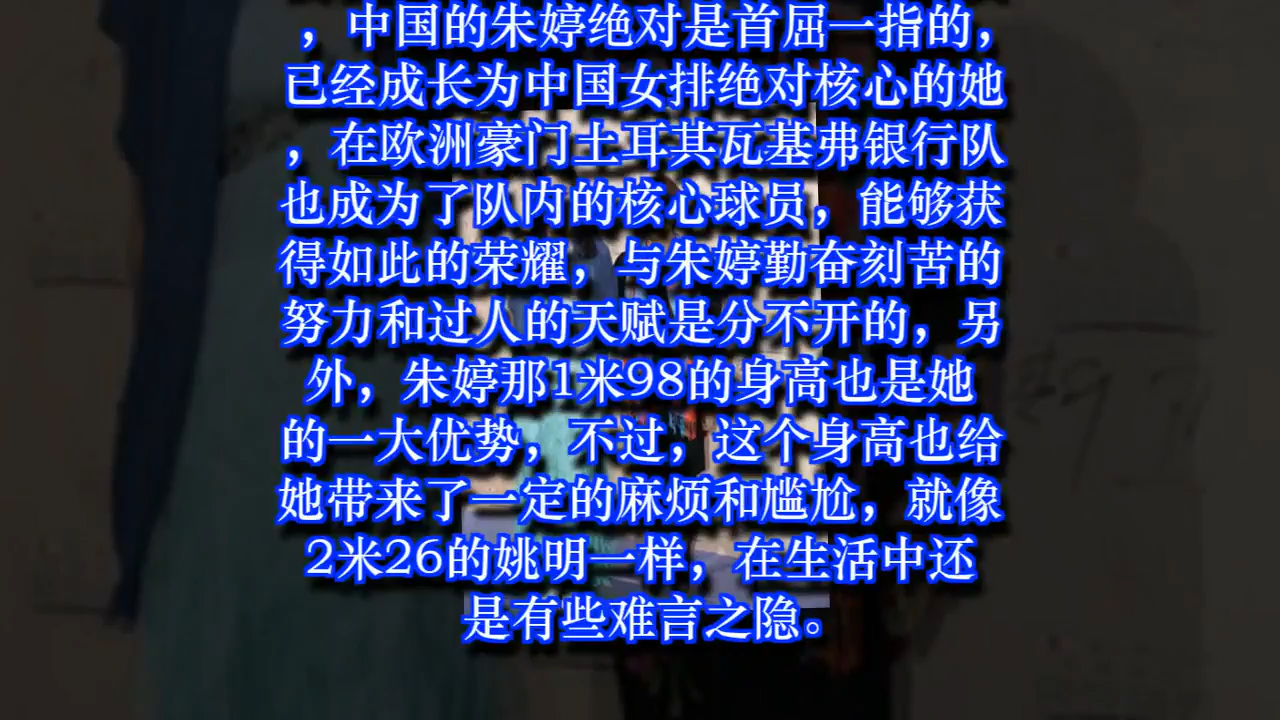 ，中国的朱婷绝对是首屈一指的，
已经成长为中国女排绝对核心的她
，在欧洲豪门土耳其瓦基弗银行队
也成为了队内的核心球员，能够获
得如此的荣耀，与朱婷勤奋刻苦的
努力和过人的天赋是分不开的，另
外，朱婷那1米98的身高也是她
的一大优势，不过，这个身高也给
她带来了一定的麻烦和尴尬，就像
2米26的姚明一样，在生活中还
是有些难言之隐。